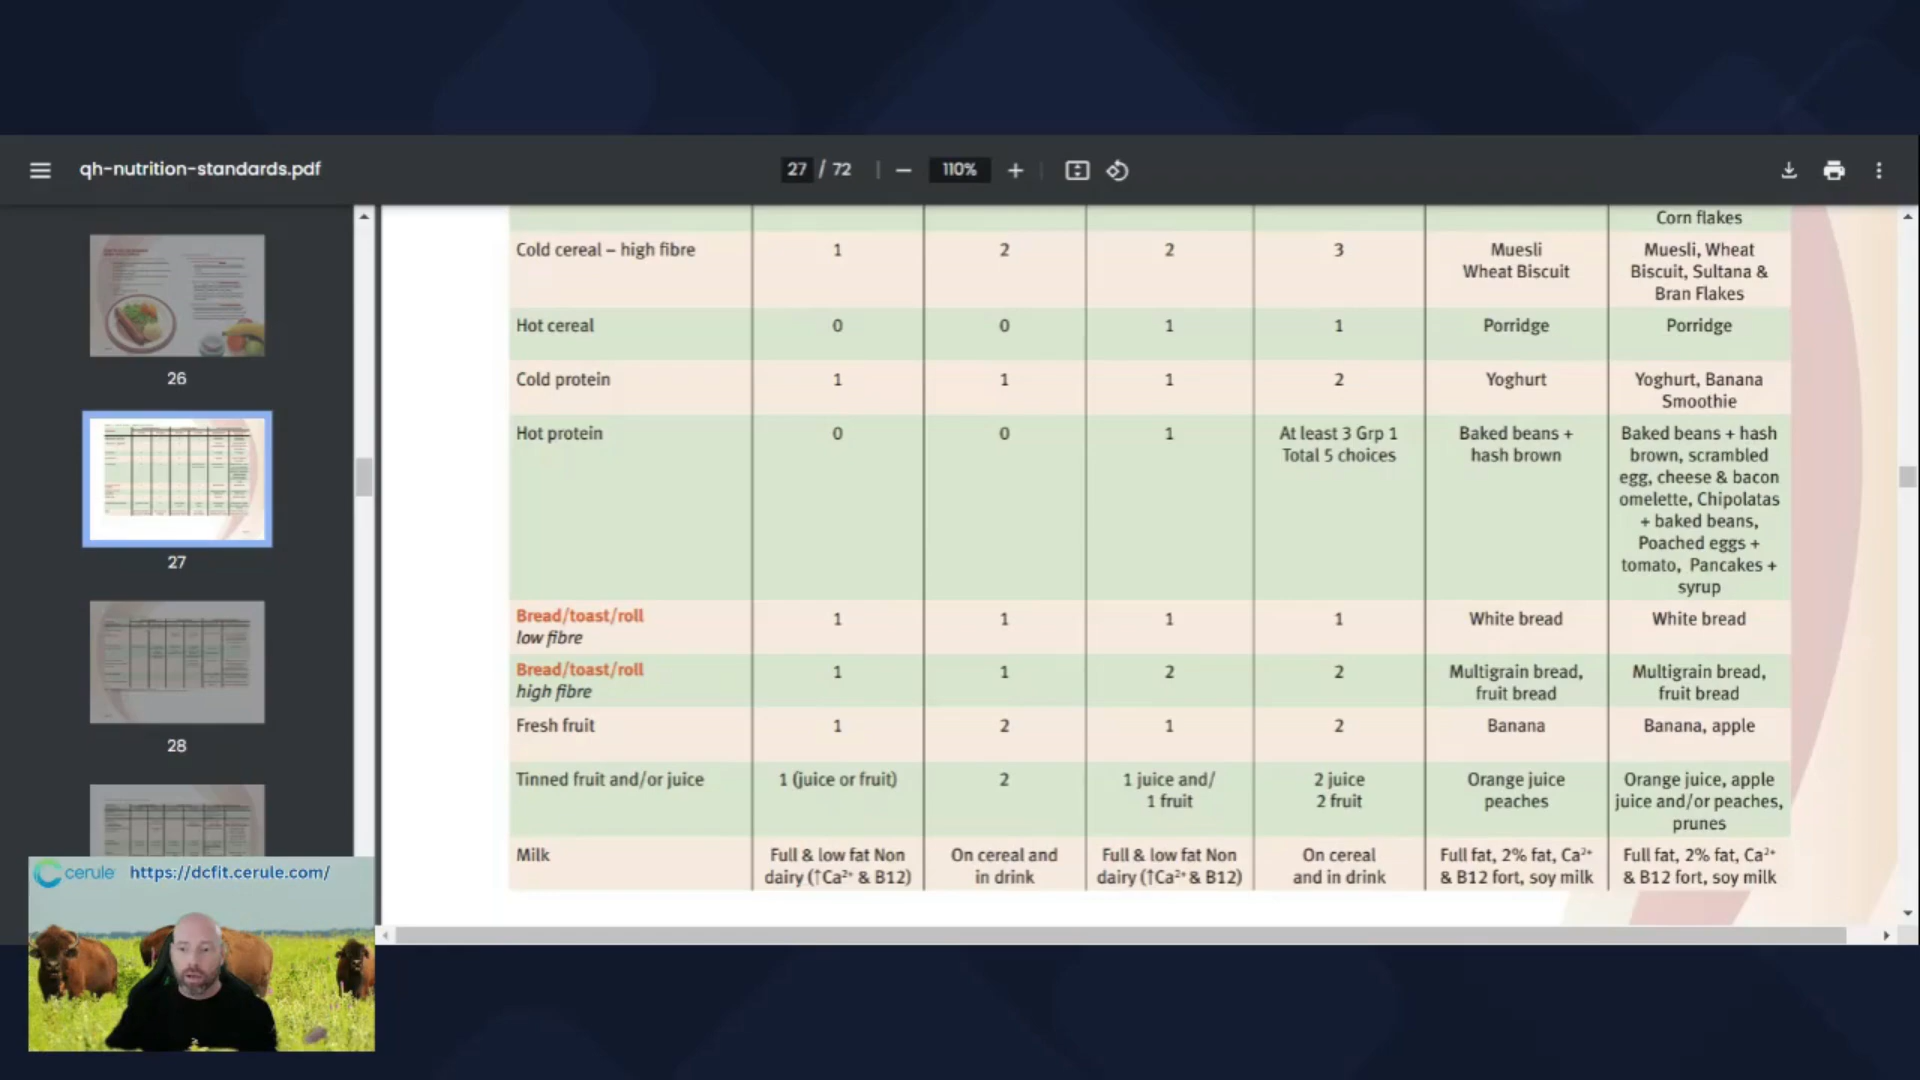 qh-nutrition-standards.pdf
27 / 72
110%
26
27
28
Corn flakes
Cold cereal – high fibre 1 2 2 3 Muesli Muesli, Wheat
Wheat Biscuit Biscuit, Sultana &
Bran Flakes
Hot cereal 0 0 1 1 Porridge Porridge
Cold protein 1 1 1 2 Yoghurt Yoghurt, Banana
Smoothie
Hot protein 0 0 1 At least 3 Grp 1 Baked beans + Baked beans + hash
Total 5 choices hash brown brown, scrambled
egg, cheese & bacon
omelette, Chipolatas
+ baked beans,
Poached eggs +
tomato, Pancakes +
syrup
Bread/toast/roll 1 1 1 1 White bread White bread
low fibre
Bread/toast/roll 1 1 2 2 Multigrain bread, Multigrain bread,
high fibre fruit bread fruit bread
Fresh fruit 1 2 1 2 Banana Banana, apple
Tinned fruit and/or juice 1 (juice or fruit) 2 1 juice and/ 2 juice Orange juice Orange juice, apple
1 fruit 2 fruit peaches juice and/or peaches,
prunes
Milk Full & low fat Non On cereal and Full & low fat Non On cereal Full fat, 2% fat, Ca²⁺ Full fat, 2% fat, Ca²⁺
dairy (↑Ca²⁺ & B12) in drink dairy (↑Ca²⁺ & B12) and in drink & B12 fort, soy milk & B12 fort, soy milk
cerule https://dcfit.cerule.com/